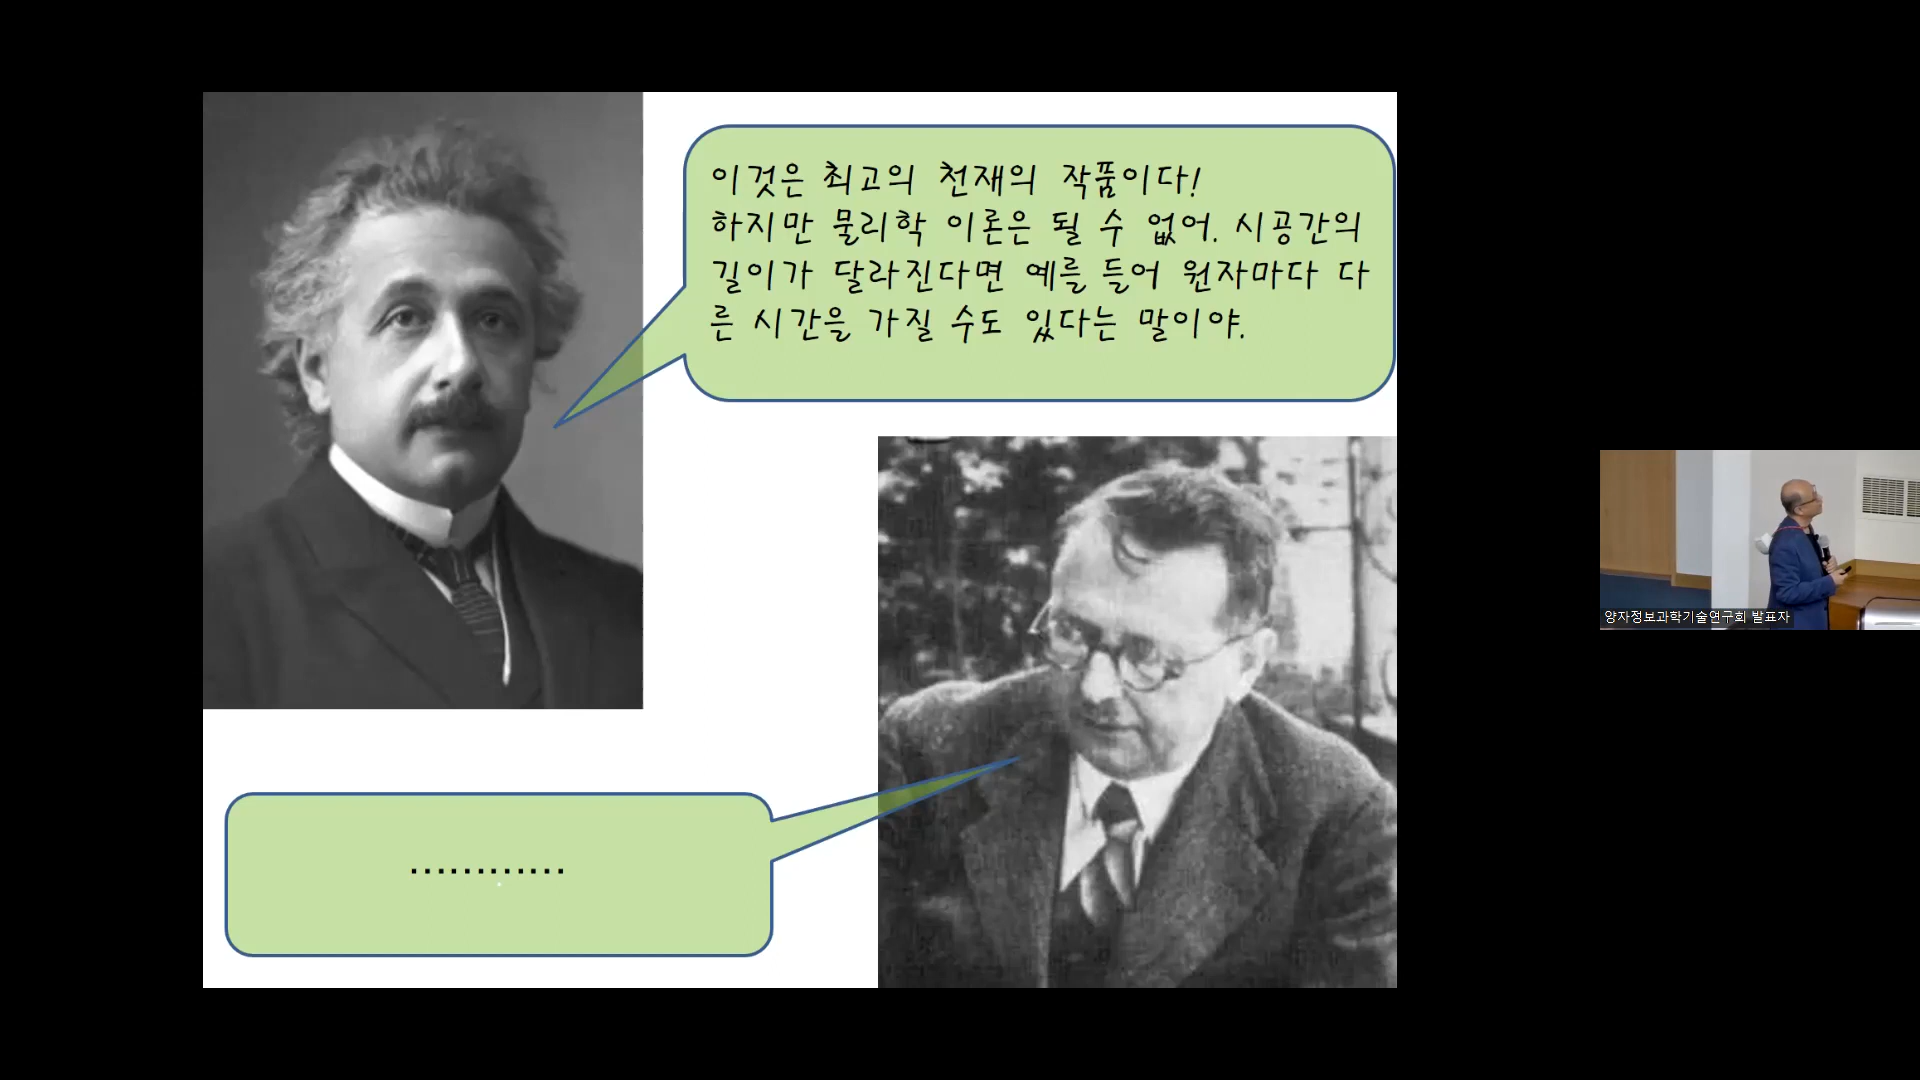 이것은 최고의 천재의 작품이다!
하지만 물리학 이론은 될 수 없어. 시공간의
길이가 달라진다면 예를 들어 원자마다 다
른 시간을 가질 수도 있다는 말이야.
............
양자정보과학기술연구회 발표자